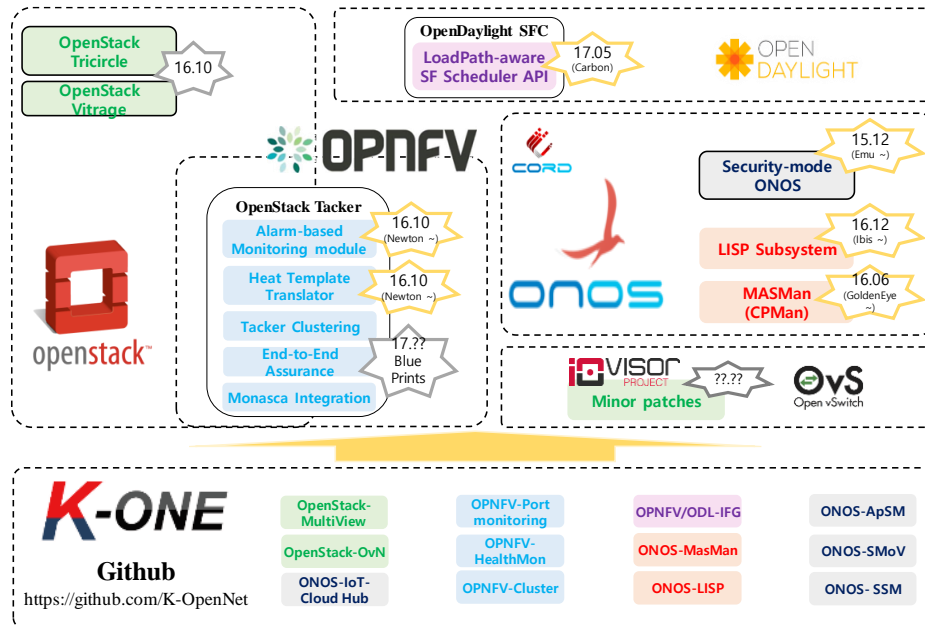 OpenStack
Tricircle
16.10
OpenStack
Vitrage
openstack™
OPNFV
OpenStack Tacker
Alarm-based
Monitoring module
16.10
(Newton ~)
Heat Template
Translator
16.10
(Newton ~)
Tacker Clustering
End-to-End
Assurance
17.??
Blue
Prints
Monasca Integration
OpenDaylight SFC
LoadPath-aware
SF Scheduler API
17.05
(Carbon)
OPEN
DAYLIGHT
CORD
onos
Security-mode
ONOS
15.12
(Emu ~)
LISP Subsystem
16.12
(Ibis ~)
MASMan
(CPMan)
16.06
(GoldenEye
~)
iOVISOR
PROJECT
Minor patches
??.??
OvS
Open vSwitch
K-ONE
Github
https://github.com/K-OpenNet
OpenStack-
MultiView
OPNFV-Port
monitoring
OPNFV/ODL-IFG
ONOS-ApSM
OpenStack-OvN
OPNFV-
HealthMon
ONOS-MasMan
ONOS-SMoV
ONOS-IoT-
Cloud Hub
OPNFV-Cluster
ONOS-LISP
ONOS- SSM